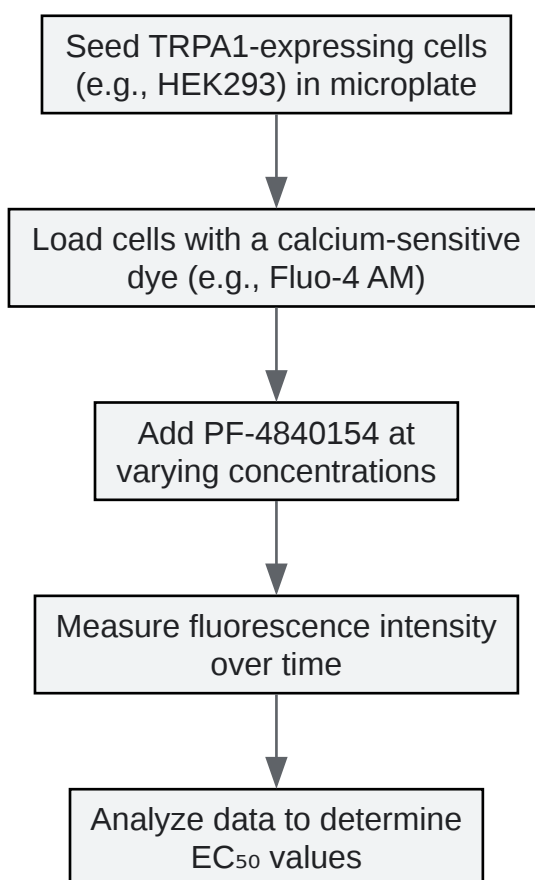 Seed TRPA1-expressing cells
(e.g., HEK293) in microplate
Load cells with a calcium-sensitive
dye (e.g., Fluo-4 AM)
Add PF-4840154 at
varying concentrations
Measure fluorescence intensity
over time
Analyze data to determine
EC₅₀ values